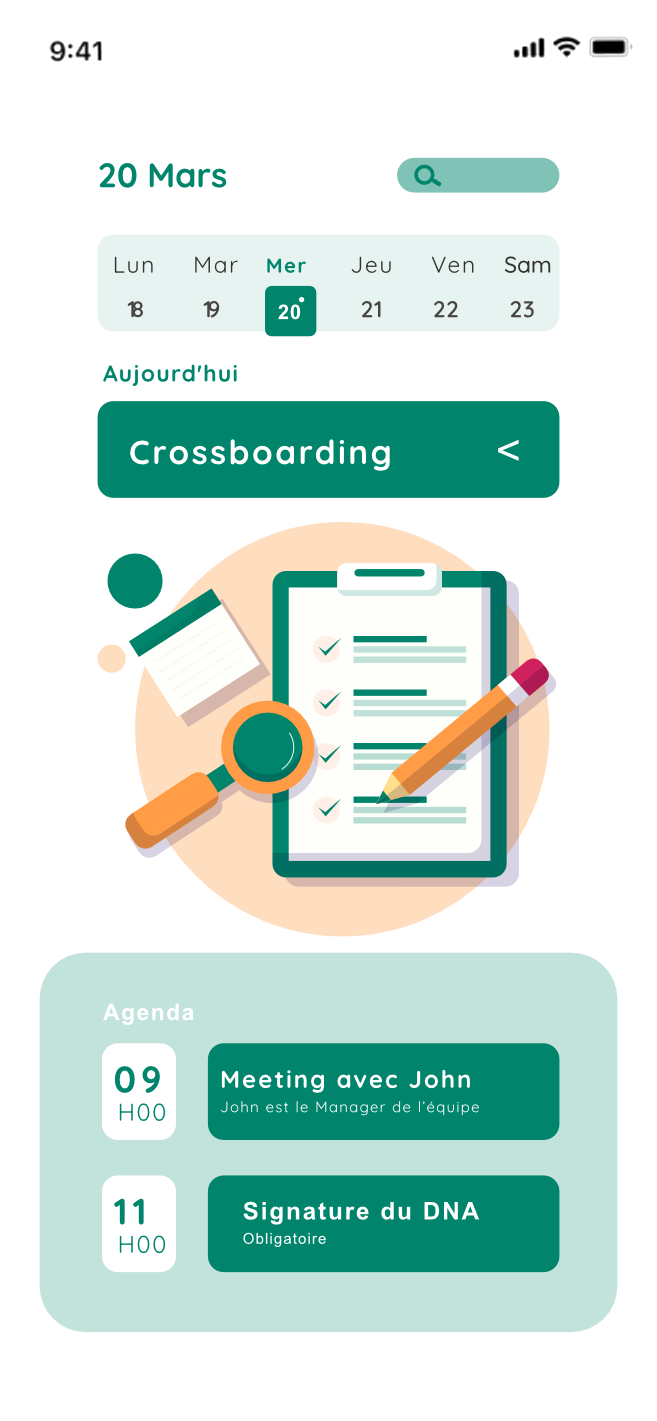 9:41
20 Mars
Lun Mar Mer Jeu Ven Sam
18 19 20 21 22 23
Aujourd'hui
Crossboarding <
Agenda
09 Meeting avec John
H00 John est le Manager de l'équipe
11 Signature du DNA
H00 Obligatoire